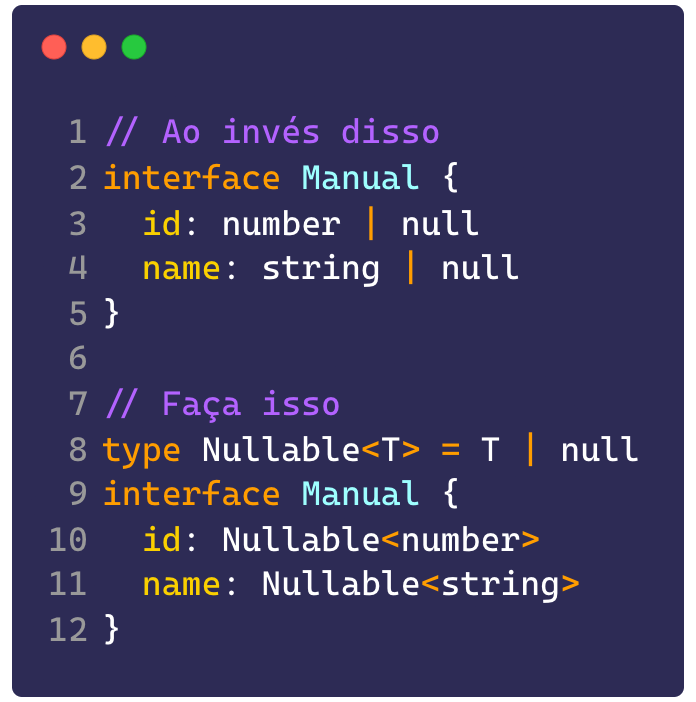 1 // Ao invés disso
2 interface Manual {
3   id: number | null
4   name: string | null
5 }
6
7 // Faça isso
8 type Nullable<T> = T | null
9 interface Manual {
10   id: Nullable<number>
11   name: Nullable<string>
12 }